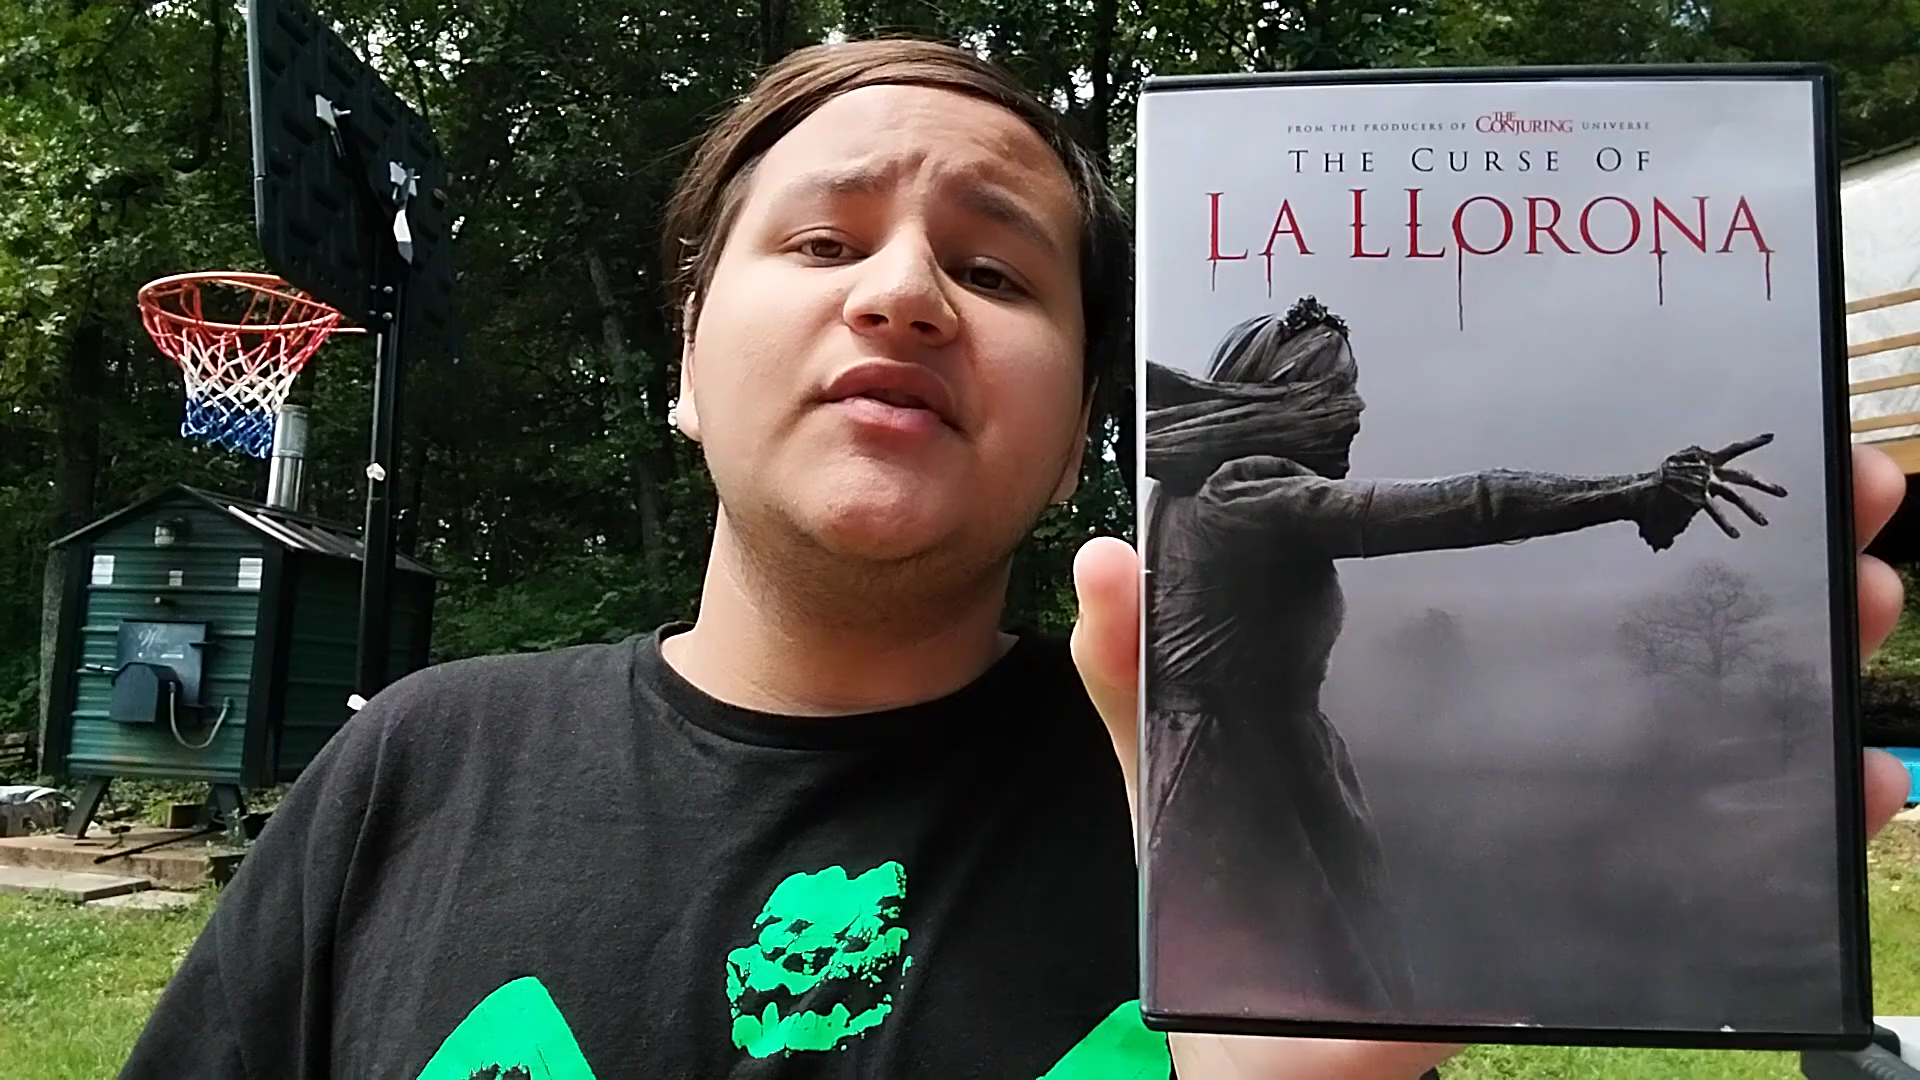 FROM THE PRODUCERS OF THE CONJURING UNIVERSE
THE CURSE OF
LA LLORONA